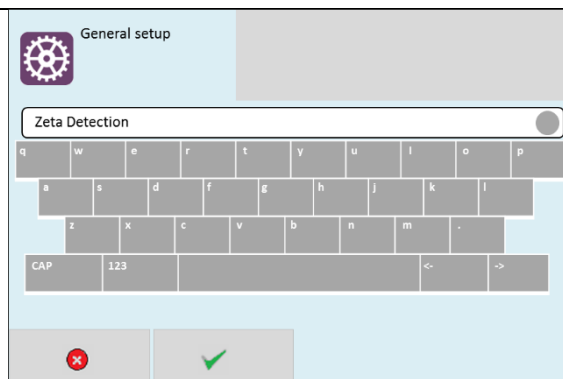 General setup
Zeta Detection
q w e r t y u I o p
a s d f g h j k l
z x c v b n m .
CAP 123 <- ->